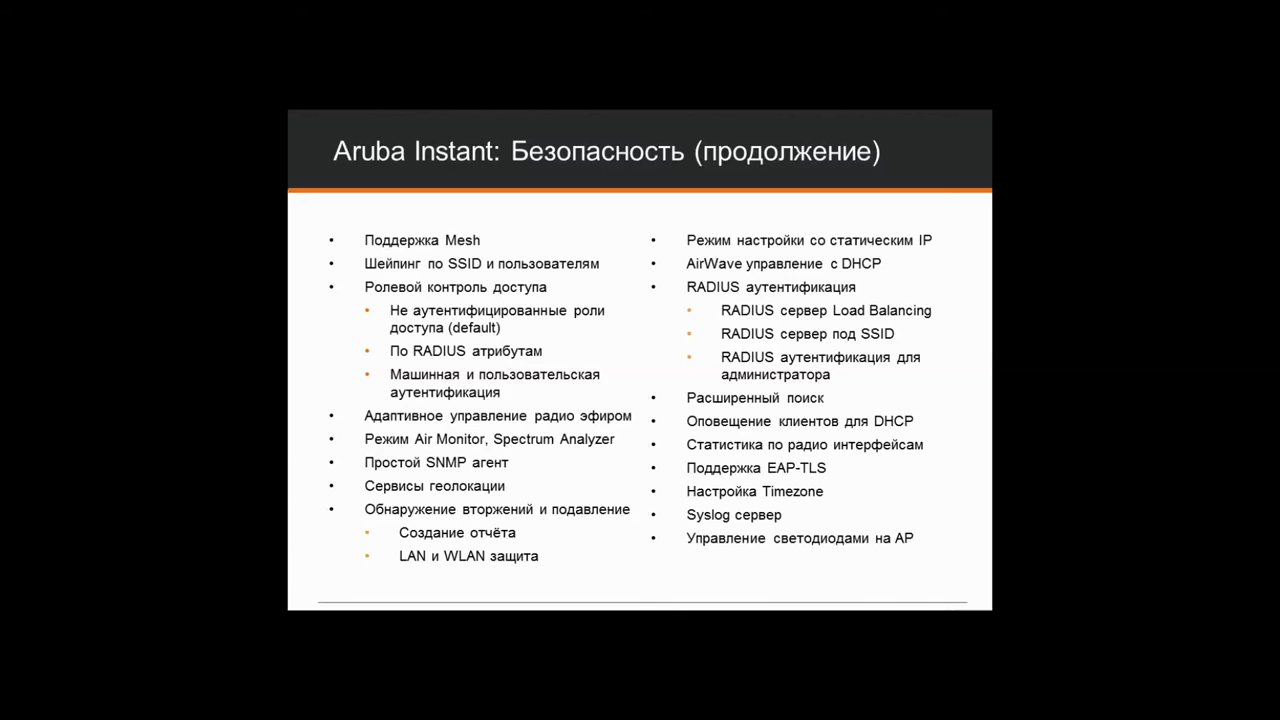 Aruba Instant: Безопасность (продолжение)
• Поддержка Mesh
• Шейпинг по SSID и пользователям
• Ролевой контроль доступа
• Не аутентифицированные роли
доступа (default)
• По RADIUS атрибутам
• Машинная и пользовательская
аутентификация
• Адаптивное управление радио эфиром
• Режим Air Monitor, Spectrum Analyzer
• Простой SNMP агент
• Сервисы геолокации
• Обнаружение вторжений и подавление
• Создание отчёта
• LAN и WLAN защита
• Режим настройки со статическим IP
• AirWave управление с DHCP
• RADIUS аутентификация
• RADIUS сервер Load Balancing
• RADIUS сервер под SSID
• RADIUS аутентификация для
администратора
• Расширенный поиск
• Оповещение клиентов для DHCP
• Статистика по радио интерфейсам
• Поддержка EAP-TLS
• Настройка Timezone
• Syslog сервер
• Управление светодиодами на AP